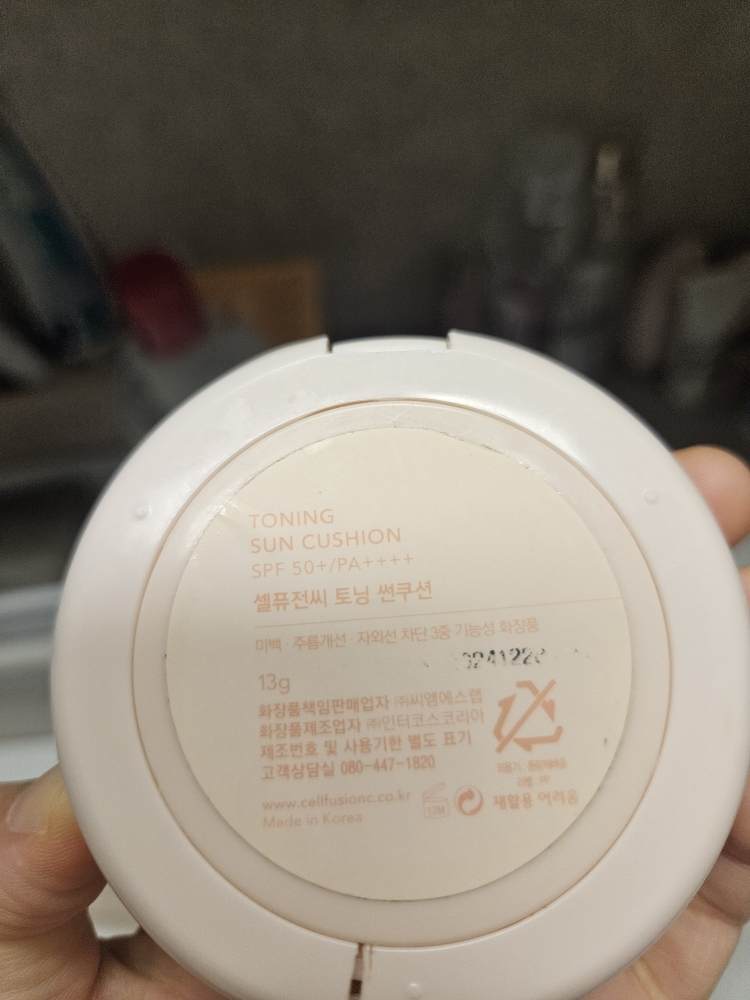 TONING
SUN CUSHION
SPF 50+/PA++++
셀퓨전씨 토닝 썬쿠션
미백 · 주름개선 · 자외선 차단 3중 기능성 화장품
13g
화장품책임판매업자 ㈜씨엠에스랩
화장품제조업자 ㈜인터코스코리아
제조번호 및 사용기한 별도 표기
고객상담실 080-447-1820
www.cellfusionc.co.kr
Made in Korea
12M
재활용 어려움